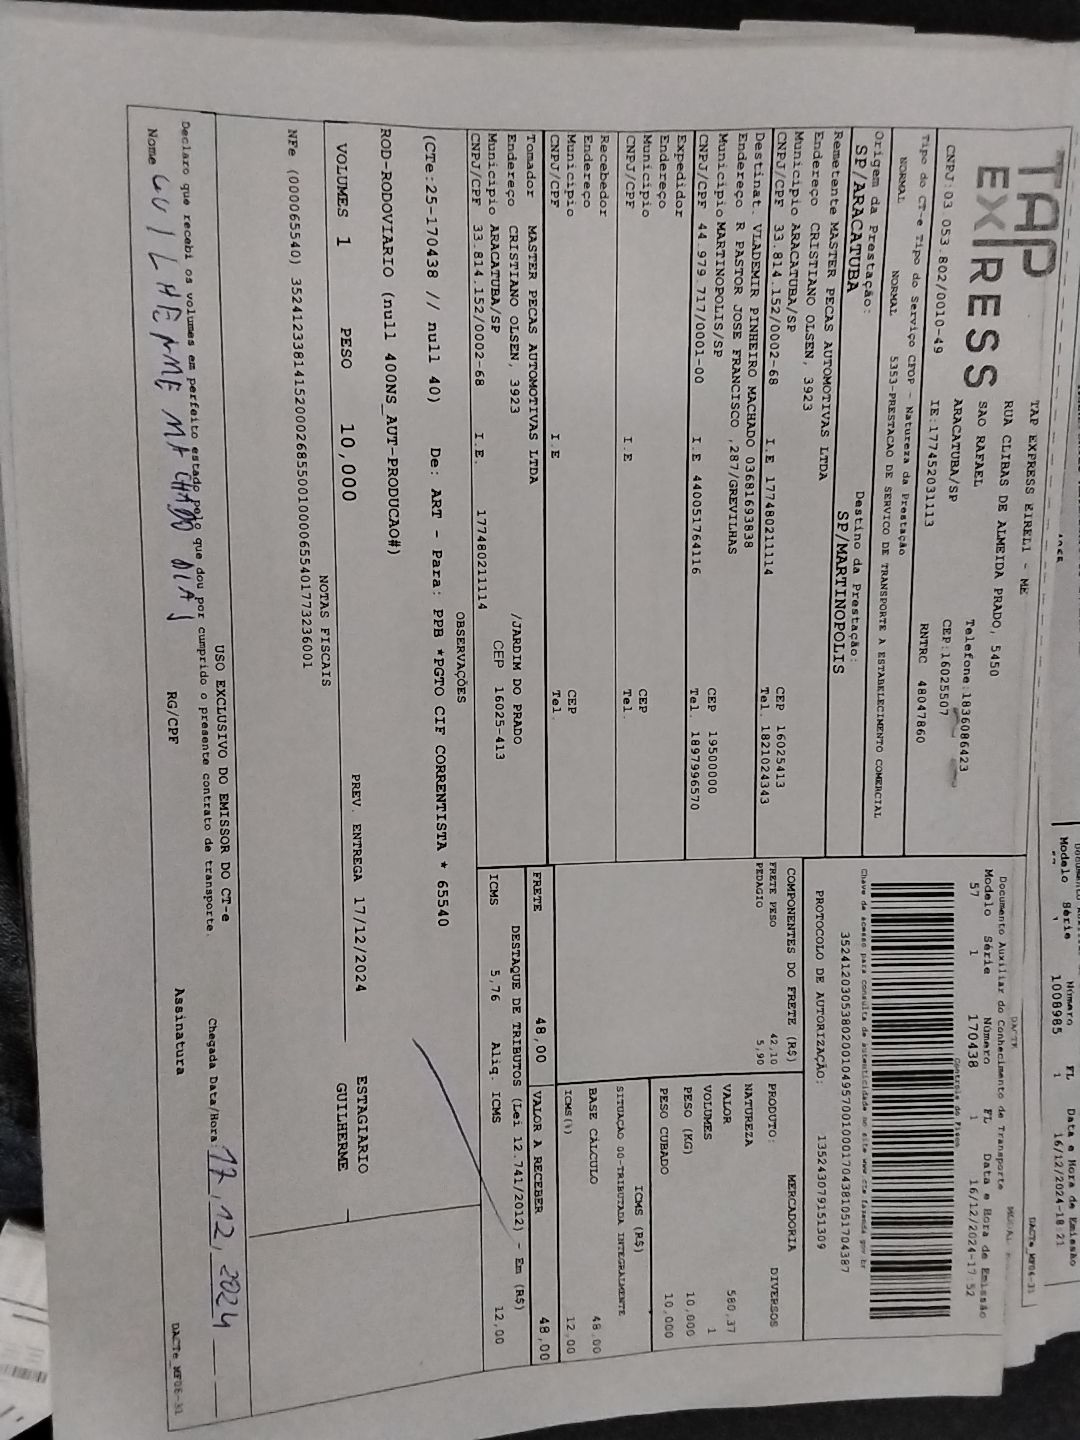 TAP
EXPRESS
TAP EXPRESS EIRELI - ME
RUA CLIBAS DE ALMEIDA PRADO, 5450
SAO RAFAEL
ARACATUBA/SP
Telefone:1836086423
CEP:16025507
CNPJ:03.053.802/0010-49
IE:177452031113
RNTRC 48047860
Tipo do CT-e Tipo do Serviço CFOP - Natureza da Prestação
NORMAL NORMAL 5353-PRESTACAO DE SERVICO DE TRANSPORTE A ESTABELECIMENTO COMERCIAL
Origem da Prestação: Destino da Prestação:
SP/ARACATUBA SP/MARTINOPOLIS
Remetente MASTER PECAS AUTOMOTIVAS LTDA
Endereço CRISTIANO OLSEN, 3923
Municipio ARACATUBA/SP CEP 16025413
CNPJ/CPF 33.814.152/0002-68 I.E 177480211114 Tel. 1821024343
Destinat. VLADEMIR PINHEIRO MACHADO 03681693838
Endereço R PASTOR JOSE FRANCISCO ,287/GREVILHAS
Municipio MARTINOPOLIS/SP CEP 19500000
CNPJ/CPF 44.979.717/0001-00 I.E 440051764116 Tel. 1897996570
Expedidor
Endereço
Municipio CEP
CNPJ/CPF I.E Tel.
Recebedor
Endereço
Municipio CEP
CNPJ/CPF I.E Tel.
Tomador MASTER PECAS AUTOMOTIVAS LTDA
Endereço CRISTIANO OLSEN, 3923 /JARDIM DO PRADO
Municipio ARACATUBA/SP CEP 16025-413
CNPJ/CPF 33.814.152/0002-68 I.E. 177480211114
OBSERVAÇÕES
(CTe:25-170438 // null 40) De: ART - Para: PPB *PGTO CIF CORRENTISTA * 65540
ROD-RODOVIARIO (null 400NS_AUT-PRODUCAO#)
VOLUMES 1 PESO 10,000 PREV. ENTREGA 17/12/2024 ESTAGIARIO
GUILHERME
NOTAS FISCAIS
NFe (000065540) 35241233814152000268550010000655401773236001
USO EXCLUSIVO DO EMISSOR DO CT-e
Declaro que recebi os volumes em perfeito estado pelo que dou por cumprido o presente contrato de transporte.
Chegada Data/Hora 17,12,2024
Nome GUILHERME MACHADO DIAS RG/CPF Assinatura
DACTe_MF06-31
DACTE
Documento Auxiliar do Conhecimento de Transporte
Modelo Série Número FL Data e Hora de Emissão
57 1 170438 1 16/12/2024-17:52
Controle do Fisco
Chave de acesso para consulta de autenticidade no site www.cte.fazenda.gov.br
35241203053802001049570010001704381051704387
PROTOCOLO DE AUTORIZAÇÃO: 135243079151309
COMPONENTES DO FRETE (R$)
FRETE PESO 42,10
PEDAGIO 5,90
PRODUTO: MERCADORIA
NATUREZA DIVERSOS
VALOR 580,37
VOLUMES 1
PESO (KG) 10,000
PESO CUBADO 10,000
ICMS (R$)
SITUAÇÃO 00-TRIBUTADA INTEGRALMENTE
BASE CÁLCULO 48,00
ICMS(%) 12,00
FRETE 48,00 VALOR A RECEBER 48,00
DESTAQUE DE TRIBUTOS (Lei 12.741/2012) - Em (R$)
ICMS 5,76 Aliq. ICMS 12,00
DACTe_MF06-31
Modelo Série Número FL Data e Hora de Emissão
1008985 1 16/12/2024-18:21